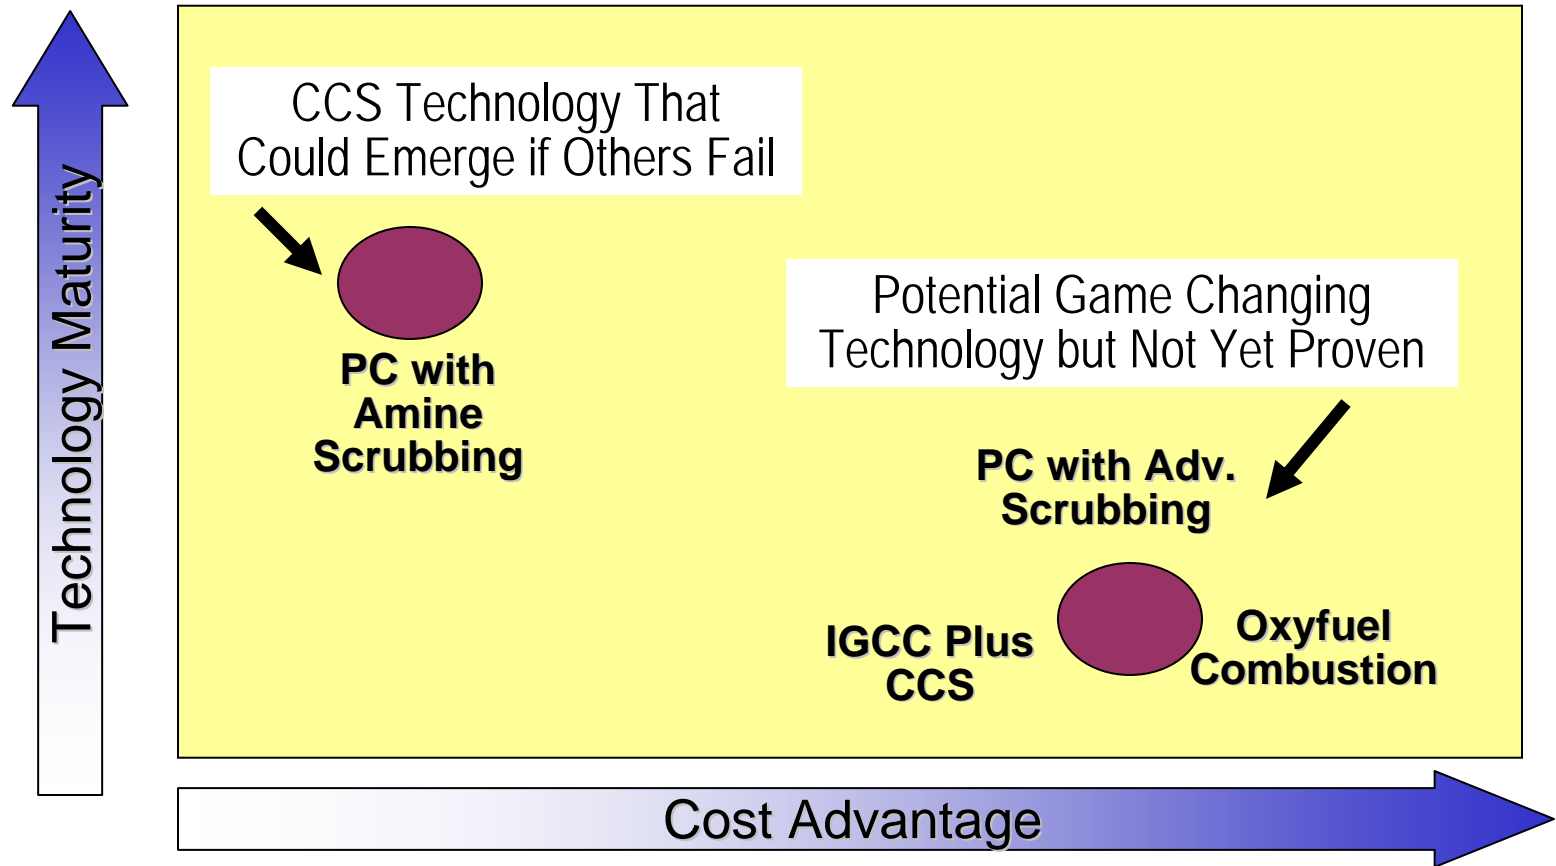 Technology Maturity
CCS Technology That
Could Emerge if Others Fail
PC with
Amine
Scrubbing
Potential Game Changing
Technology but Not Yet Proven
PC with Adv.
Scrubbing
IGCC Plus
CCS
Oxyfuel
Combustion
Cost Advantage